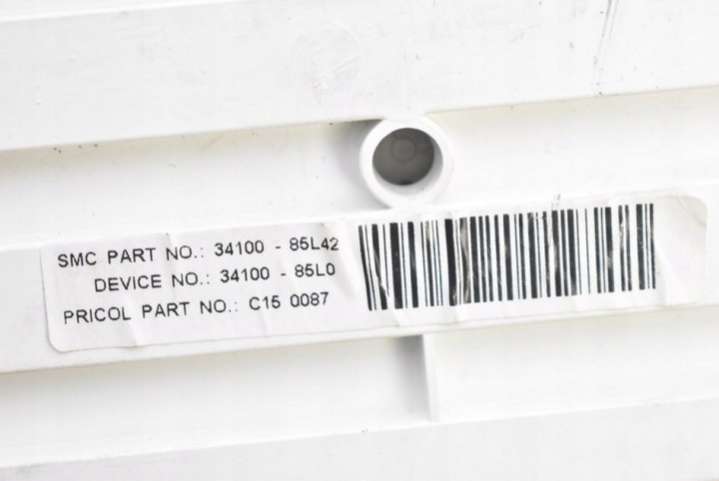 SMC PART NO.: 34100 - 85L42
DEVICE NO.: 34100 - 85L0
PRICOL PART NO.: C15 0087